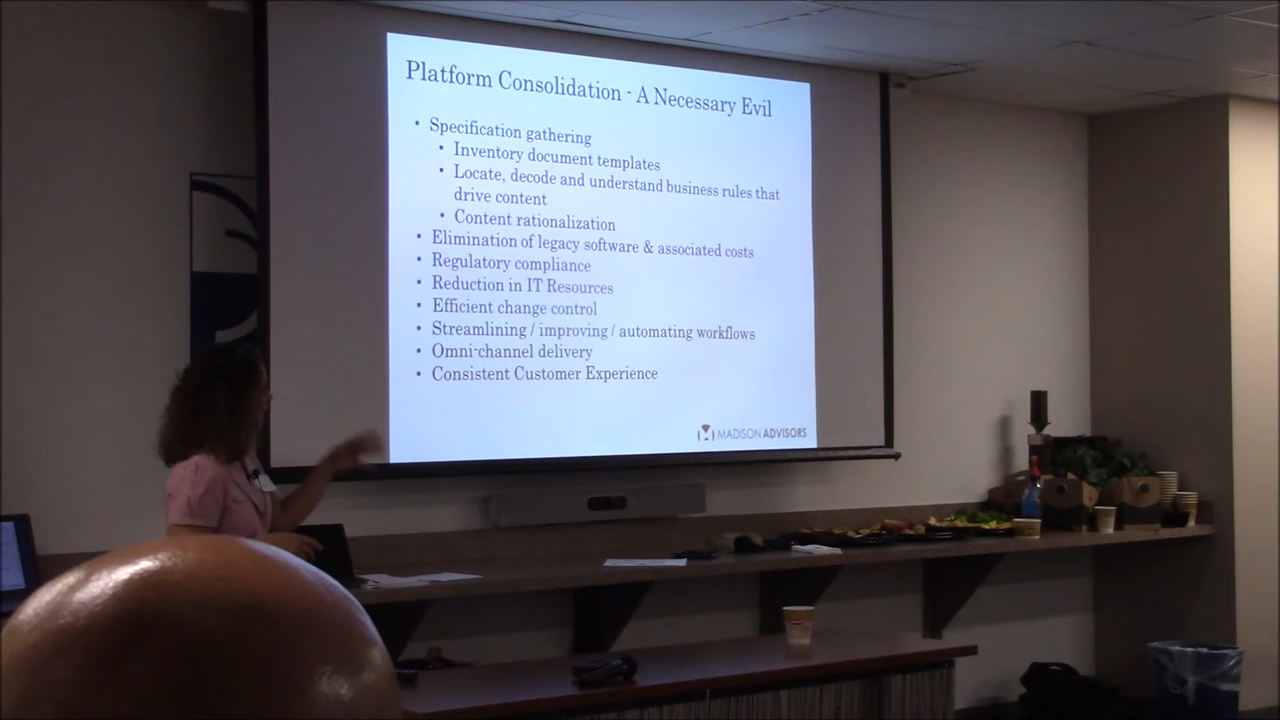 Platform Consolidation - A Necessary Evil
• Specification gathering
• Inventory document templates
• Locate, decode and understand business rules that
drive content
• Content rationalization
• Elimination of legacy software & associated costs
• Regulatory compliance
• Reduction in IT Resources
• Efficient change control
• Streamlining / improving / automating workflows
• Omni-channel delivery
• Consistent Customer Experience
MADISON ADVISORS